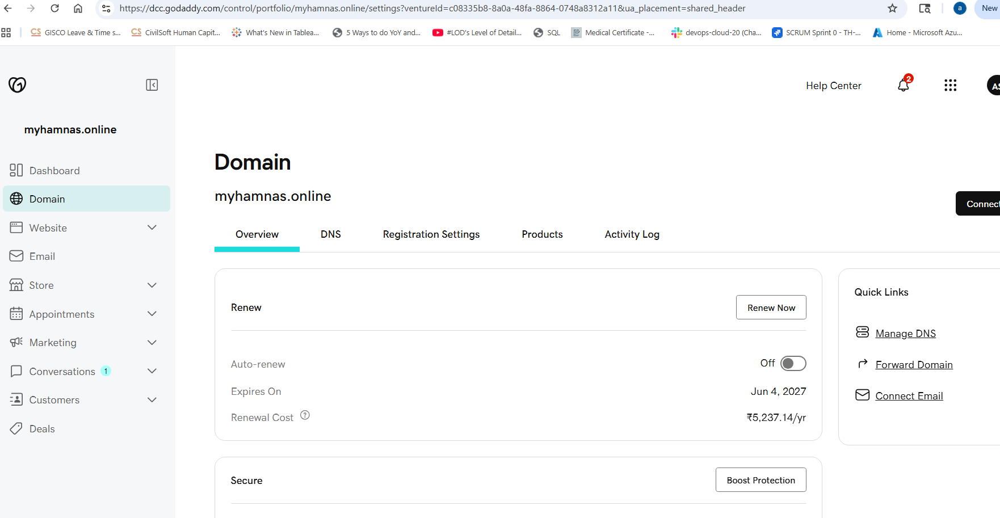 https://dcc.godaddy.com/control/portfolio/myhamnas.online/settings?ventureId=c08335b8-8a0a-48fa-8864-0748a8312a11&ua_placement=shared_header
a
New
CS GISCO Leave & Time s...
CS CivilSoft Human Capit...
What's New in Tablea...
5 Ways to do YoY and...
#LOD's Level of Detail...
SQL
Medical Certificate -...
devops-cloud-20 (Cha...
SCRUM Sprint 0 - TH-...
Home - Microsoft Azu...
Help Center
2
AS
myhamnas.online
Dashboard
Domain
Website
Email
Store
Appointments
Marketing
Conversations 1
Customers
Deals
Domain
myhamnas.online
Connect
Overview
DNS
Registration Settings
Products
Activity Log
Renew
Renew Now
Auto-renew
Off
Expires On
Jun 4, 2027
Renewal Cost ?
₹5,237.14/yr
Secure
Boost Protection
Quick Links
Manage DNS
Forward Domain
Connect Email